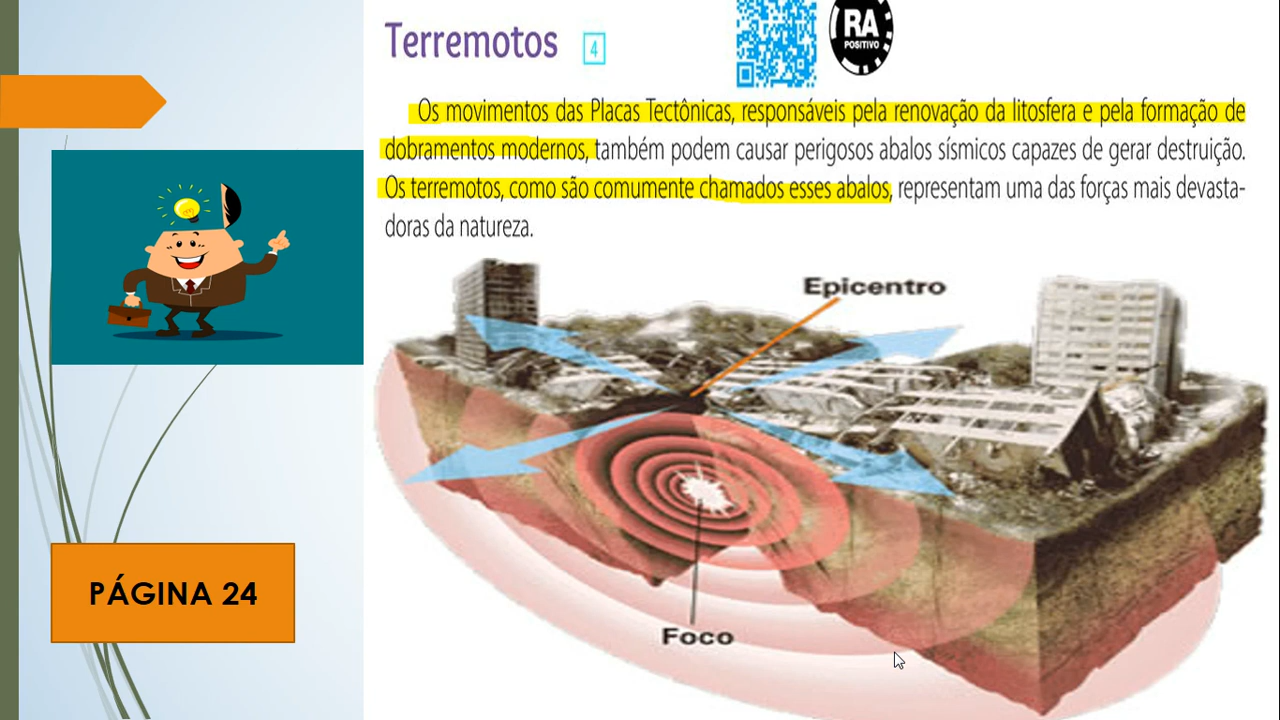 Terremotos 4
RA
POSITIVO
Os movimentos das Placas Tectônicas, responsáveis pela renovação da litosfera e pela formação de
dobramentos modernos, também podem causar perigosos abalos sísmicos capazes de gerar destruição.
Os terremotos, como são comumente chamados esses abalos, representam uma das forças mais devasta-
doras da natureza.
Epicentro
Foco
PÁGINA 24